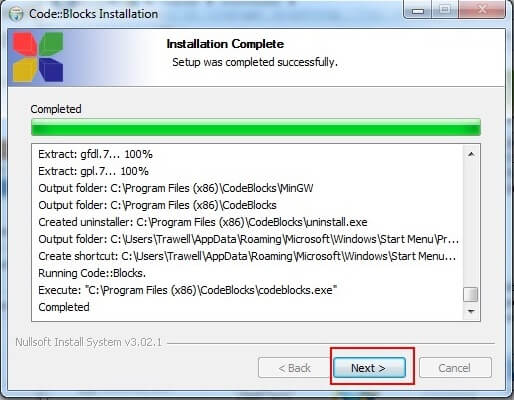 Code::Blocks Installation
Installation Complete
Setup was completed successfully.
Completed
Extract: gfdl.7... 100%
Extract: gpl.7... 100%
Output folder: C:\Program Files (x86)\CodeBlocks\MinGW
Output folder: C:\Program Files (x86)\CodeBlocks
Created uninstaller: C:\Program Files (x86)\CodeBlocks\uninstall.exe
Output folder: C:\Users\Trawell\AppData\Roaming\Microsoft\Windows\Start Menu\Pr...
Create shortcut: C:\Users\Trawell\AppData\Roaming\Microsoft\Windows\Start Menu...
Running Code::Blocks.
Execute: "C:\Program Files (x86)\CodeBlocks\codeblocks.exe"
Completed
Nullsoft Install System v3.02.1
< Back
Next >
Cancel